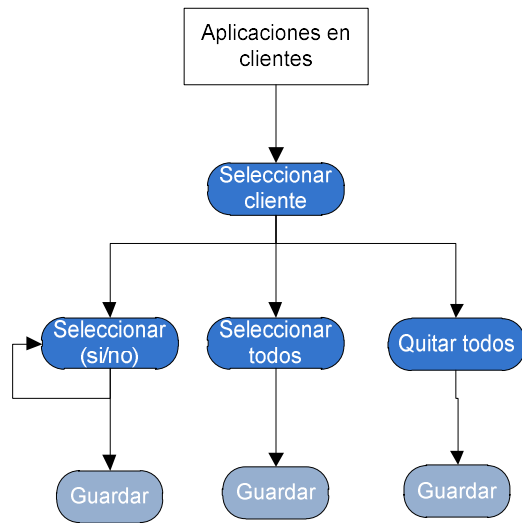 Aplicaciones en
clientes
Seleccionar
cliente
Seleccionar
(si/no)
Seleccionar
todos
Quitar todos
Guardar
Guardar
Guardar